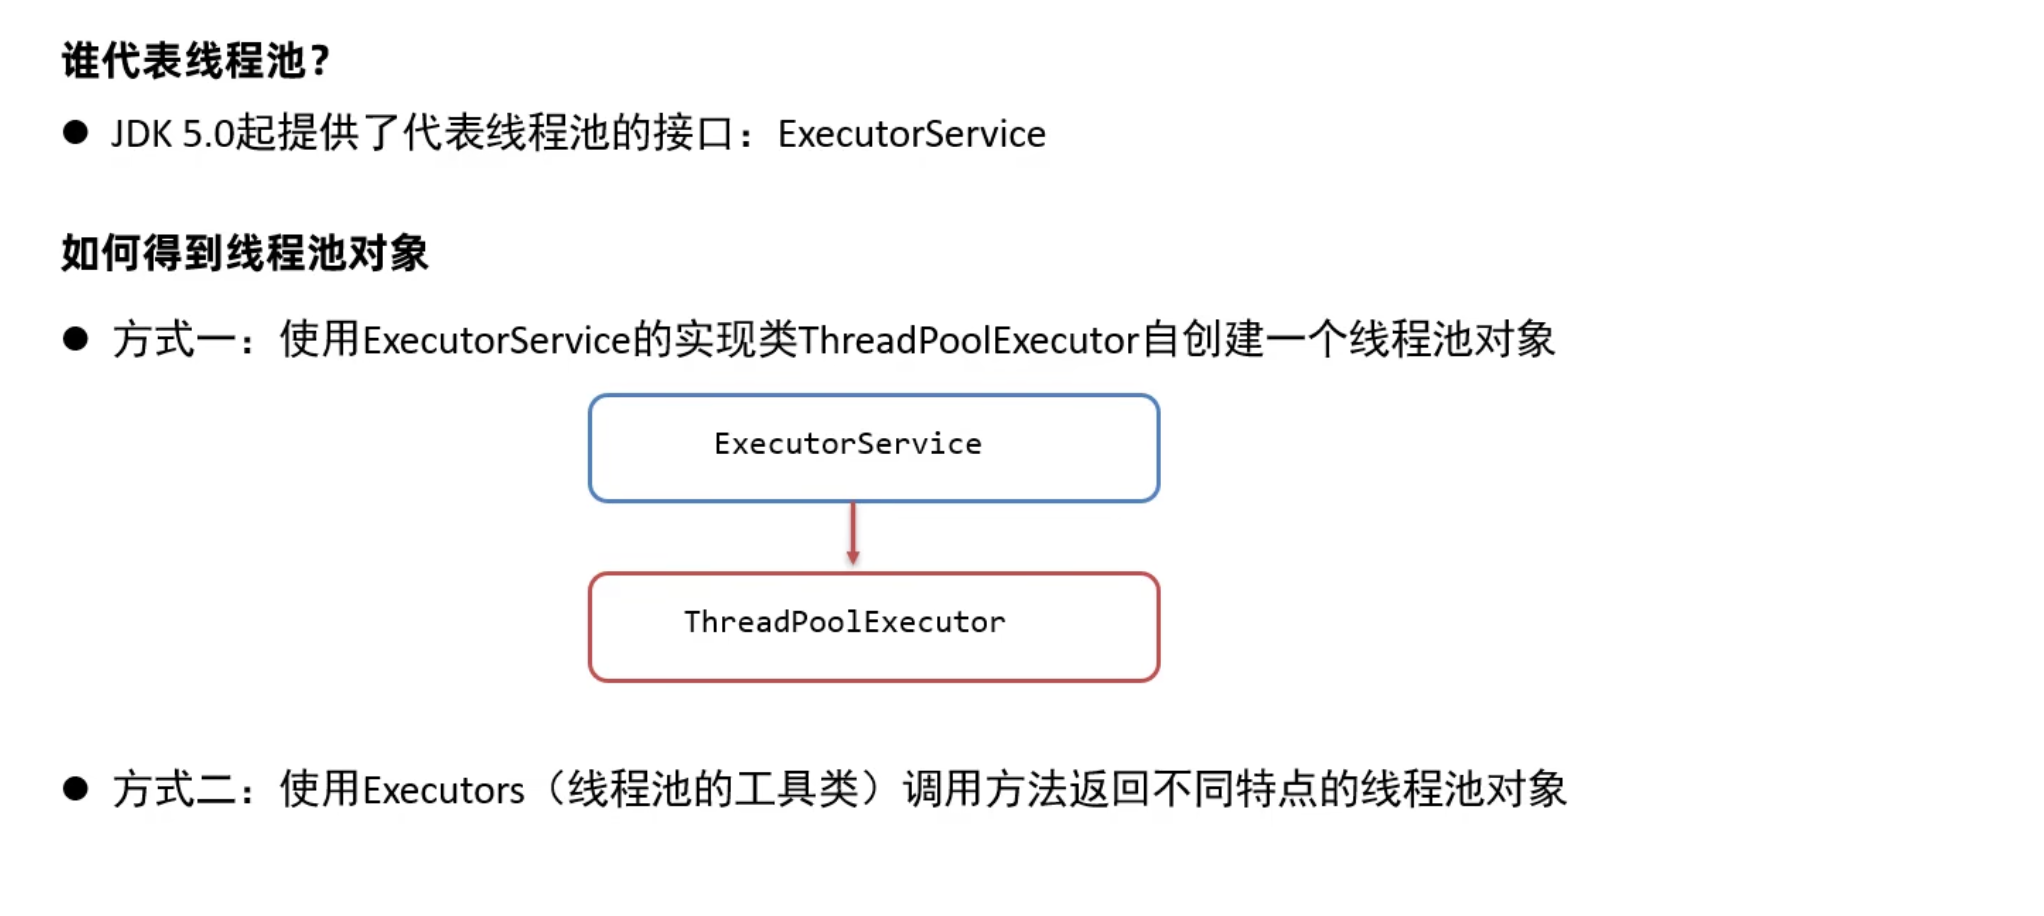 谁代表线程池？
● JDK 5.0起提供了代表线程池的接口：ExecutorService
如何得到线程池对象
● 方式一：使用ExecutorService的实现类ThreadPoolExecutor自创建一个线程池对象
ExecutorService
ThreadPoolExecutor
● 方式二：使用Executors（线程池的工具类）调用方法返回不同特点的线程池对象